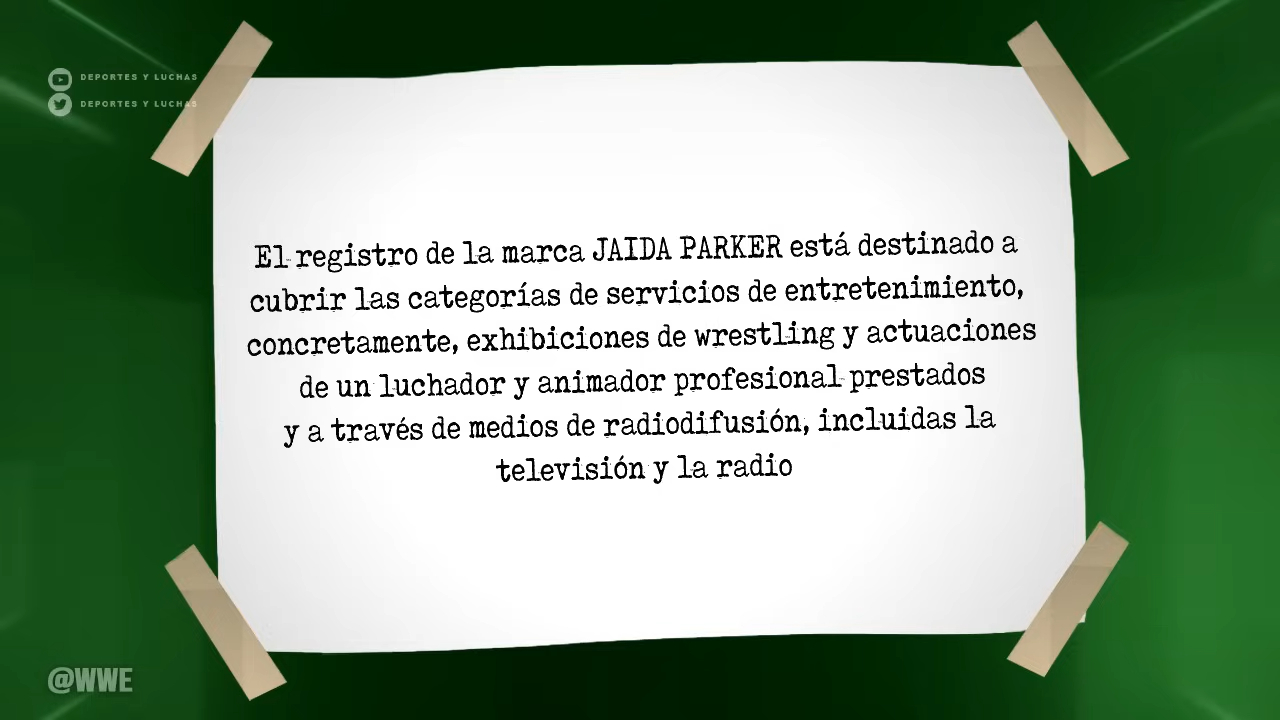 DEPORTES Y LUCHAS
DEPORTES Y LUCHAS
El registro de la marca JAIDA PARKER está destinado a
cubrir las categorías de servicios de entretenimiento,
concretamente, exhibiciones de wrestling y actuaciones
de un luchador y animador profesional prestados
y a través de medios de radiodifusión, incluidas la
televisión y la radio
@WWE